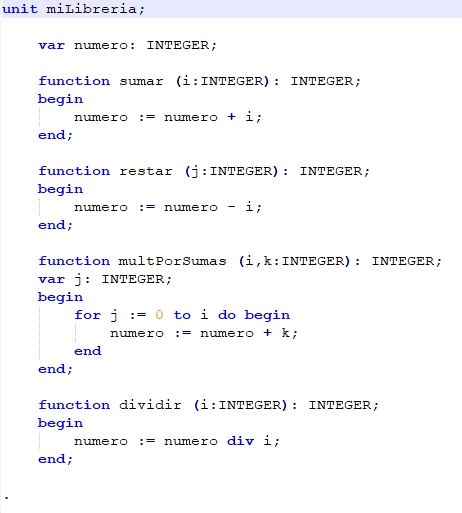 unit miLibreria;
var numero: INTEGER;
function sumar (i:INTEGER): INTEGER;
begin
numero := numero + i;
end;
function restar (j:INTEGER): INTEGER;
begin
numero := numero - i;
end;
function multPorSumas (i,k:INTEGER): INTEGER;
var j: INTEGER;
begin
for j := 0 to i do begin
numero := numero + k;
end
end;
function dividir (i:INTEGER): INTEGER;
begin
numero := numero div i;
end;
.